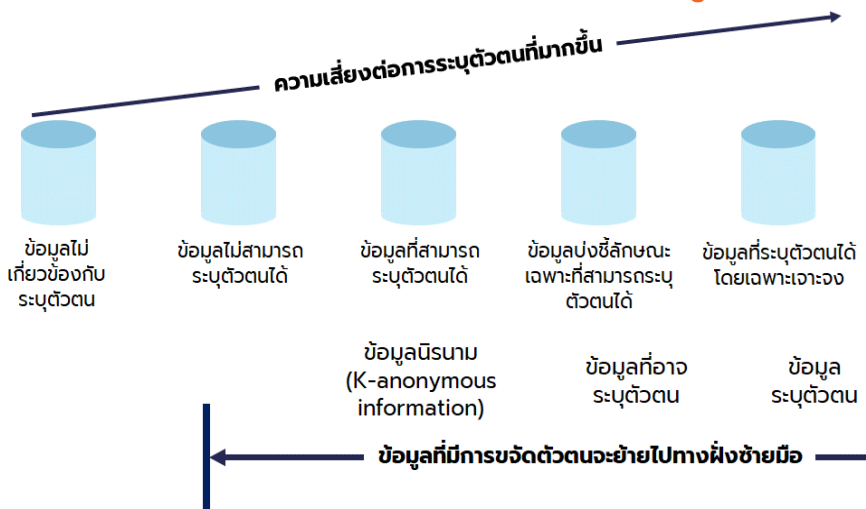 ความเสี่ยงต่อการระบุตัวตนที่มากขึ้น
ข้อมูลไม่
เกี่ยวข้องกับ
ระบุตัวตน
ข้อมูลไม่สามารถ
ระบุตัวตนได้
ข้อมูลที่สามารถ
ระบุตัวตนได้
ข้อมูลบ่งชี้ลักษณะ
เฉพาะที่สามารถระบุ
ตัวตนได้
ข้อมูลที่ระบุตัวตนได้
โดยเฉพาะเจาะจง
ข้อมูลนิรนาม
(K-anonymous
information)
ข้อมูลที่อาจ
ระบุตัวตน
ข้อมูล
ระบุตัวตน
ข้อมูลที่มีการขจัดตัวตนจะย้ายไปทางฝั่งซ้ายมือ